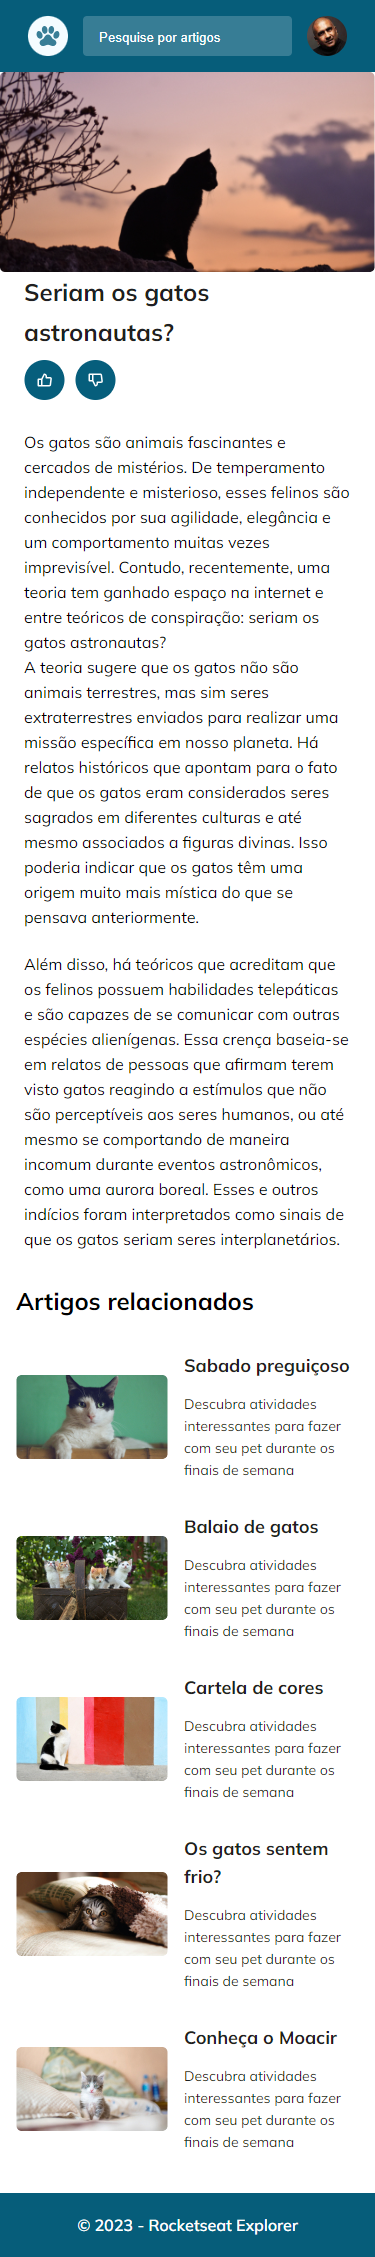 Pesquise por artigos
Seriam os gatos
astronautas?
Os gatos são animais fascinantes e
cercados de mistérios. De temperamento
independente e misterioso, esses felinos são
conhecidos por sua agilidade, elegância e
um comportamento muitas vezes
imprevisível. Contudo, recentemente, uma
teoria tem ganhado espaço na internet e
entre teóricos de conspiração: seriam os
gatos astronautas?
A teoria sugere que os gatos não são
animais terrestres, mas sim seres
extraterrestres enviados para realizar uma
missão específica em nosso planeta. Há
relatos históricos que apontam para o fato
de que os gatos eram considerados seres
sagrados em diferentes culturas e até
mesmo associados a figuras divinas. Isso
poderia indicar que os gatos têm uma
origem muito mais mística do que se
pensava anteriormente.
Além disso, há teóricos que acreditam que
os felinos possuem habilidades telepáticas
e são capazes de se comunicar com outras
espécies alienígenas. Essa crença baseia-se
em relatos de pessoas que afirmam terem
visto gatos reagindo a estímulos que não
são perceptíveis aos seres humanos, ou até
mesmo se comportando de maneira
incomum durante eventos astronômicos,
como uma aurora boreal. Esses e outros
indícios foram interpretados como sinais de
que os gatos seriam seres interplanetários.
Artigos relacionados
Sabado preguiçoso
Descubra atividades
interessantes para fazer
com seu pet durante os
finais de semana
Balaio de gatos
Descubra atividades
interessantes para fazer
com seu pet durante os
finais de semana
Cartela de cores
Descubra atividades
interessantes para fazer
com seu pet durante os
finais de semana
Os gatos sentem
frio?
Descubra atividades
interessantes para fazer
com seu pet durante os
finais de semana
Conheça o Moacir
Descubra atividades
interessantes para fazer
com seu pet durante os
finais de semana
© 2023 - Rocketseat Explorer